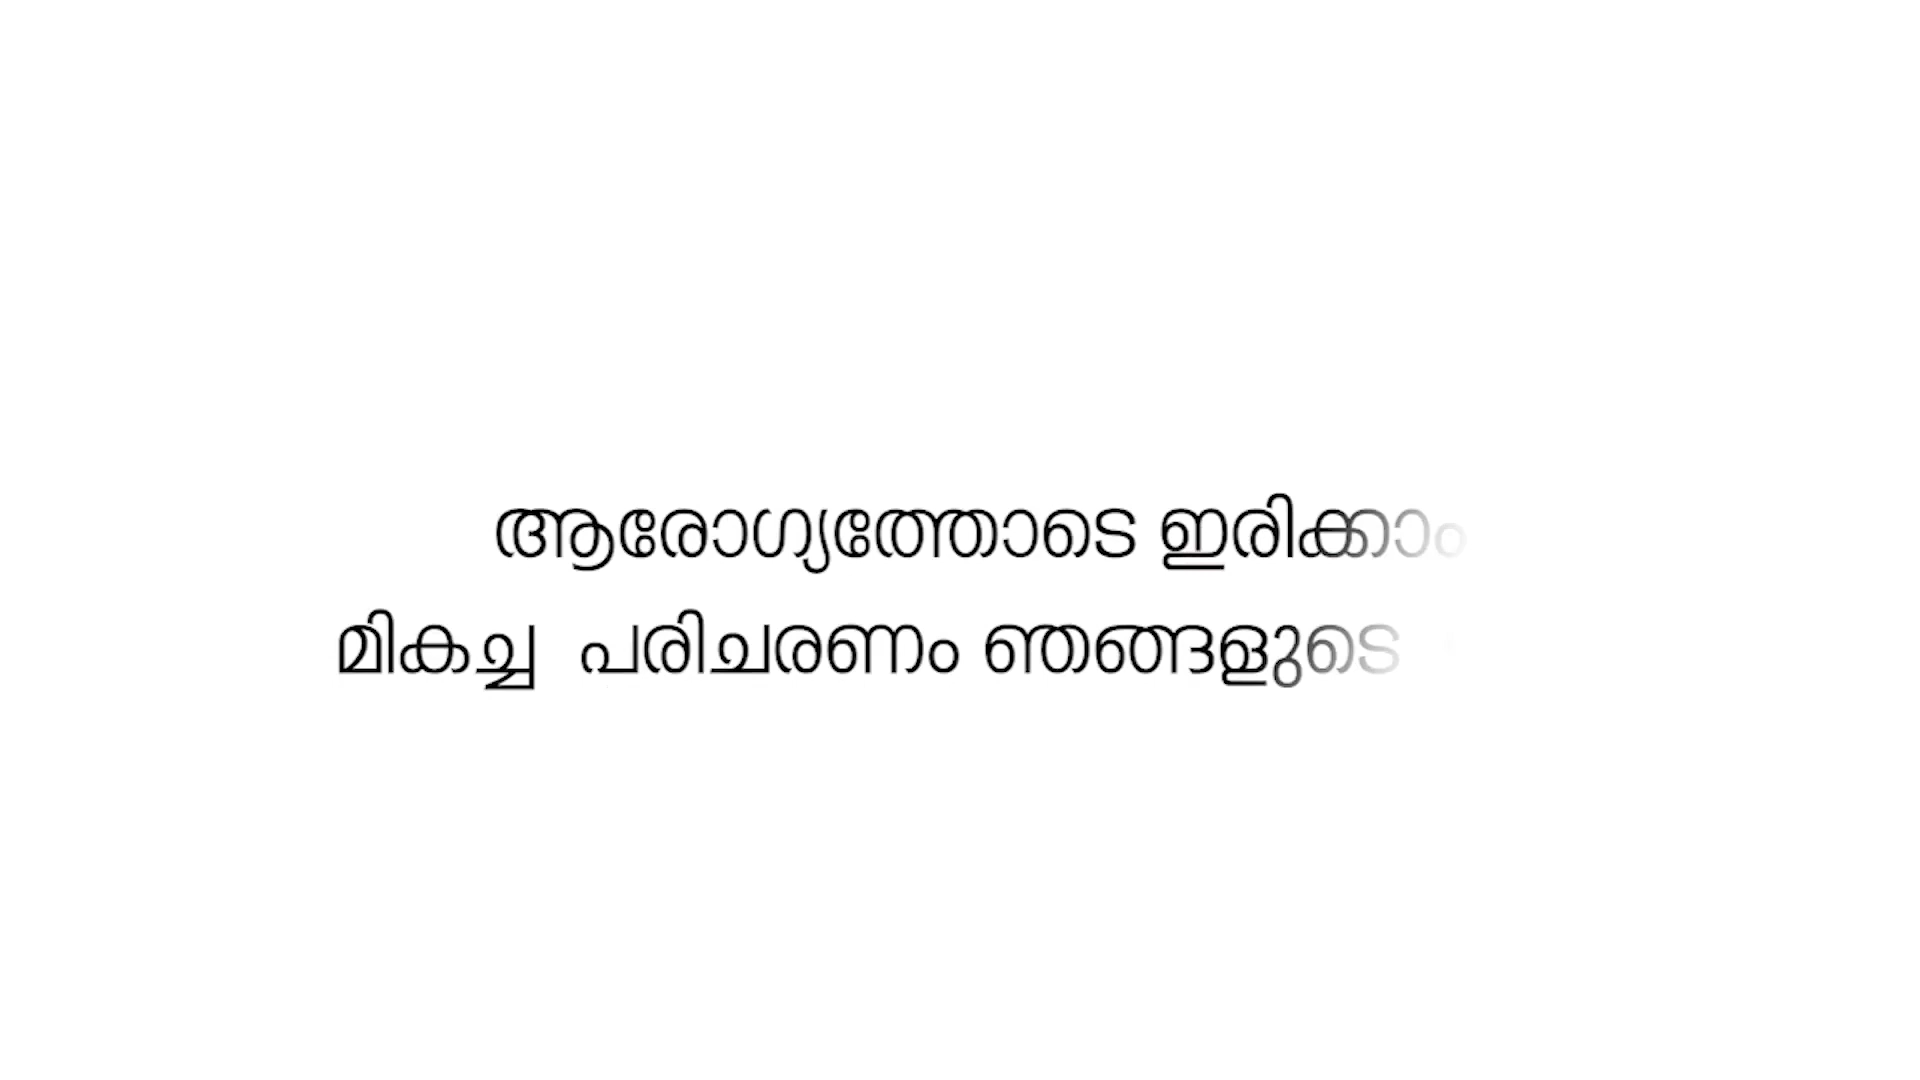 ആരോഗ്യത്തോടെ ഇരിക്കാം
മികച്ച പരിചരണം ഞങ്ങളുടെ